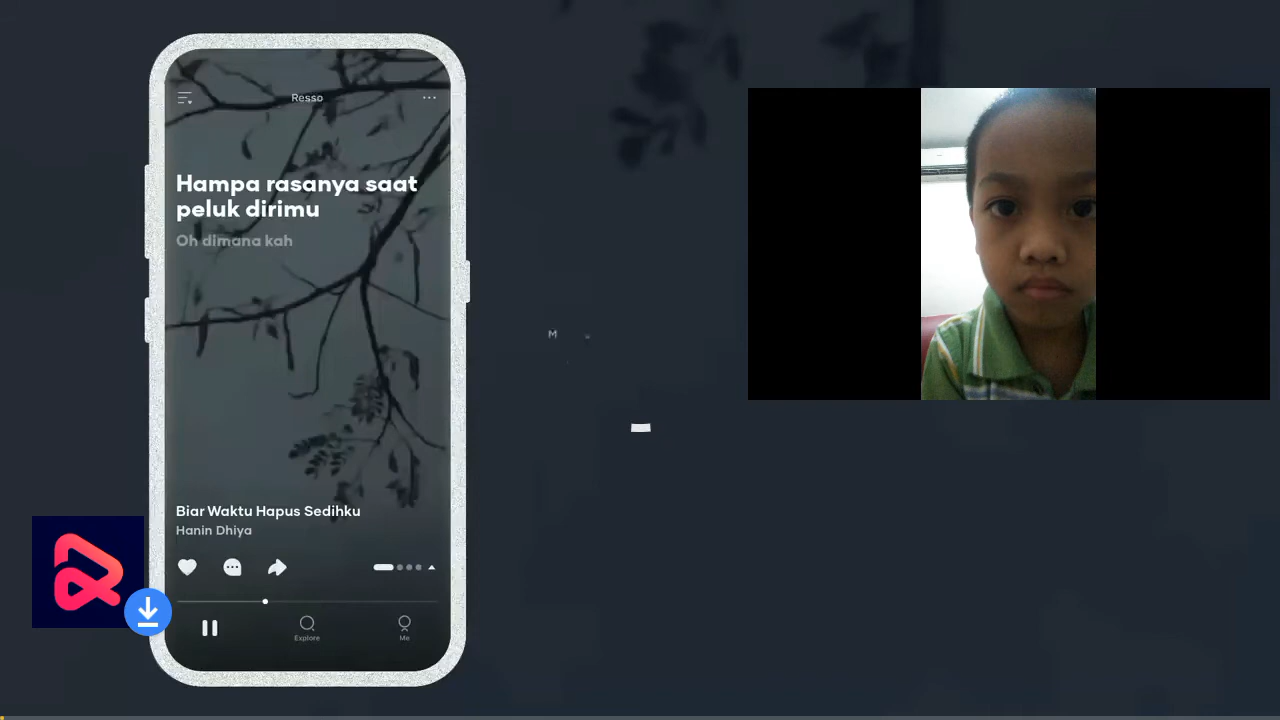 Resso
Hampa rasanya saat
peluk dirimu
Oh dimana kah
M
Biar Waktu Hapus Sedihku
Hanin Dhiya
Explore
Me